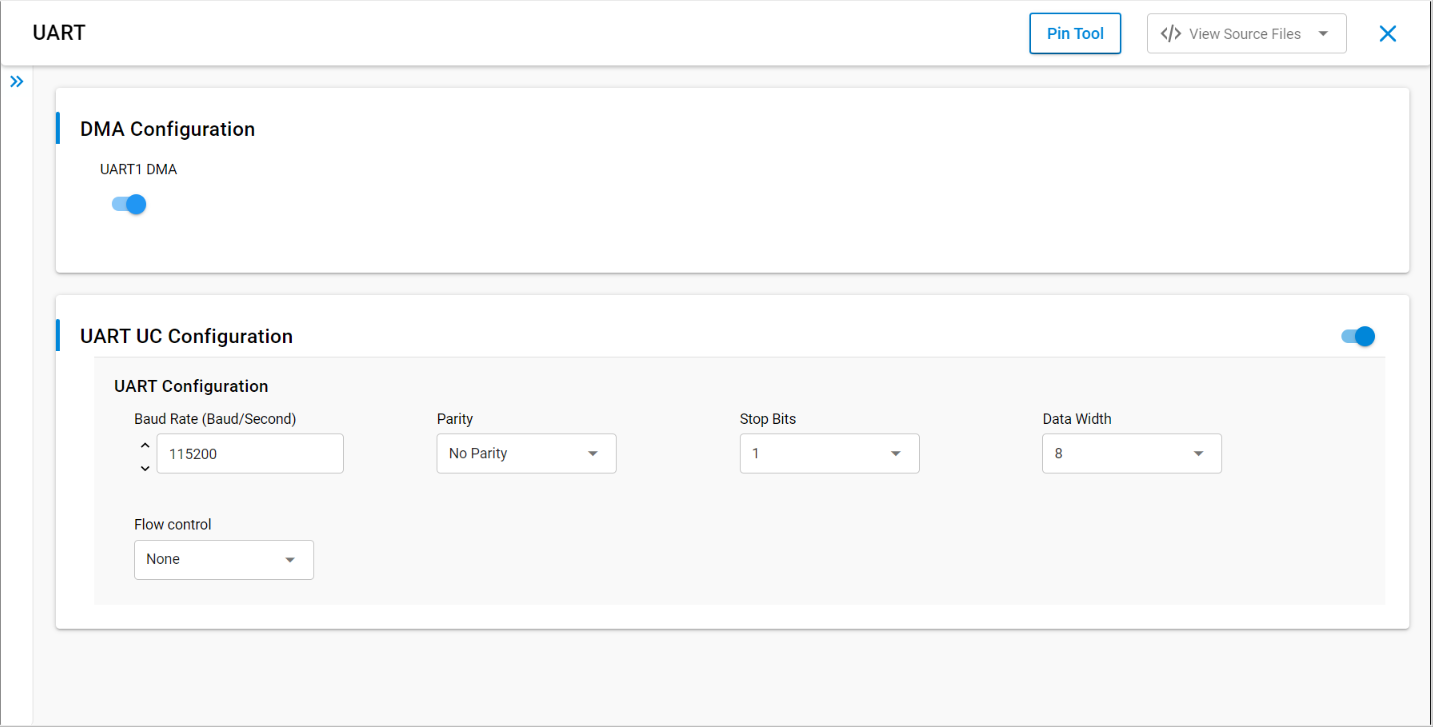 UART
Pin Tool
</> View Source Files
DMA Configuration
UART1 DMA
UART UC Configuration
UART Configuration
Baud Rate (Baud/Second) Parity Stop Bits Data Width
115200 No Parity 1 8
Flow control
None